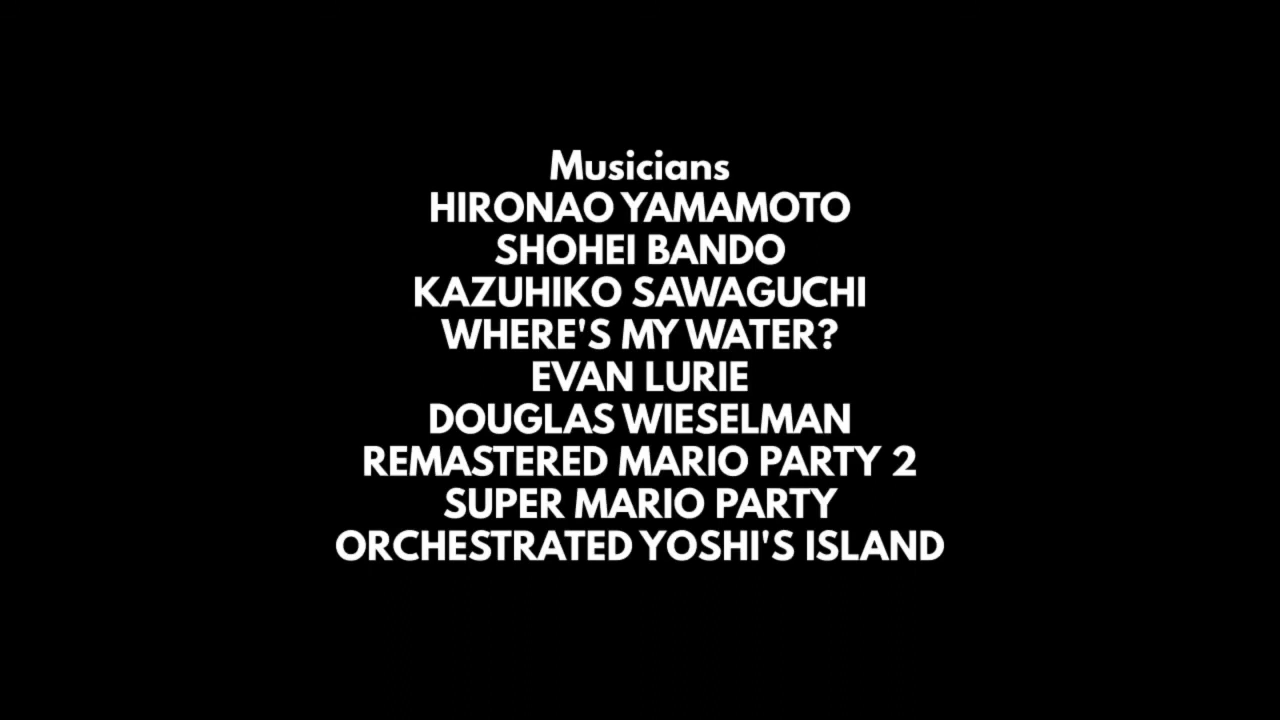 Musicians
HIRONAO YAMAMOTO
SHOHEI BANDO
KAZUHIKO SAWAGUCHI
WHERE'S MY WATER?
EVAN LURIE
DOUGLAS WIESELMAN
REMASTERED MARIO PARTY 2
SUPER MARIO PARTY
ORCHESTRATED YOSHI'S ISLAND